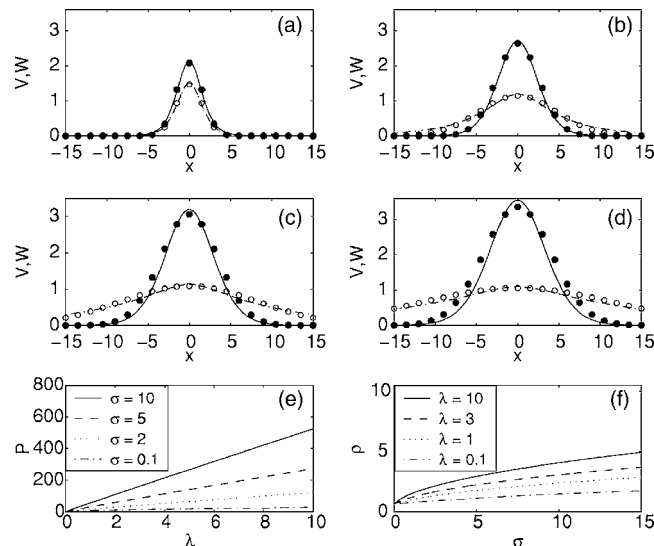 (a)
3
2
1
0
V,W
−15 −10 −5 0 5 10 15
x
(b)
3
2
1
0
V,W
−15 −10 −5 0 5 10 15
x
(c)
3
2
1
0
V,W
−15 −10 −5 0 5 10 15
x
(d)
3
2
1
0
V,W
−15 −10 −5 0 5 10 15
x
(e)
800
600
400
200
0
P
σ = 10
σ = 5
σ = 2
σ = 0.1
0 2 4 6 8 10
λ
(f)
10
5
0
ρ
λ = 10
λ = 3
λ = 1
λ = 0.1
0 5 10 15
σ